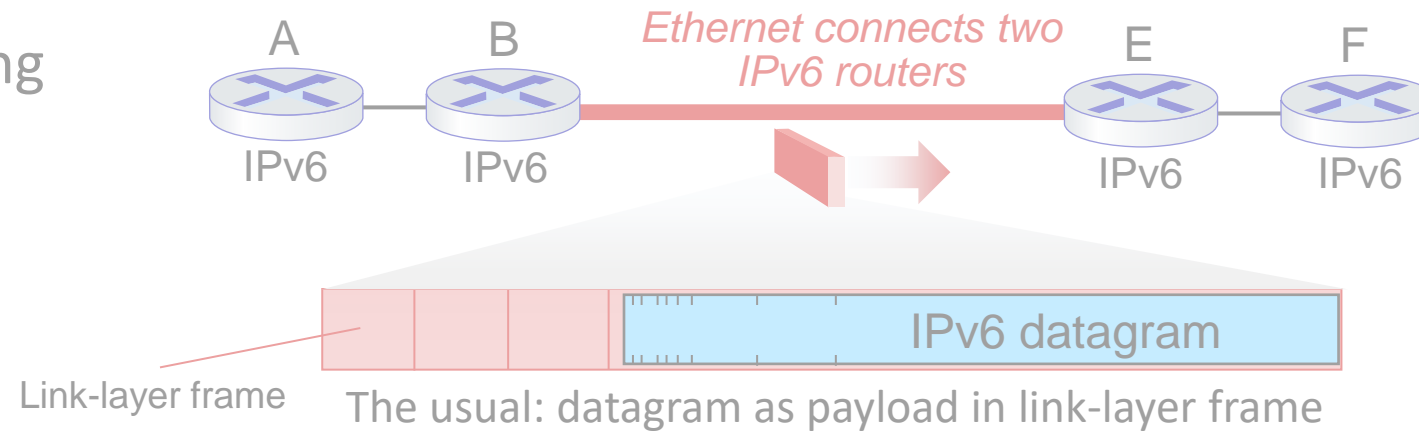 ng
A
B
Ethernet connects two
IPv6 routers
E
F
IPv6
IPv6
IPv6
IPv6
IPv6 datagram
Link-layer frame
The usual: datagram as payload in link-layer frame